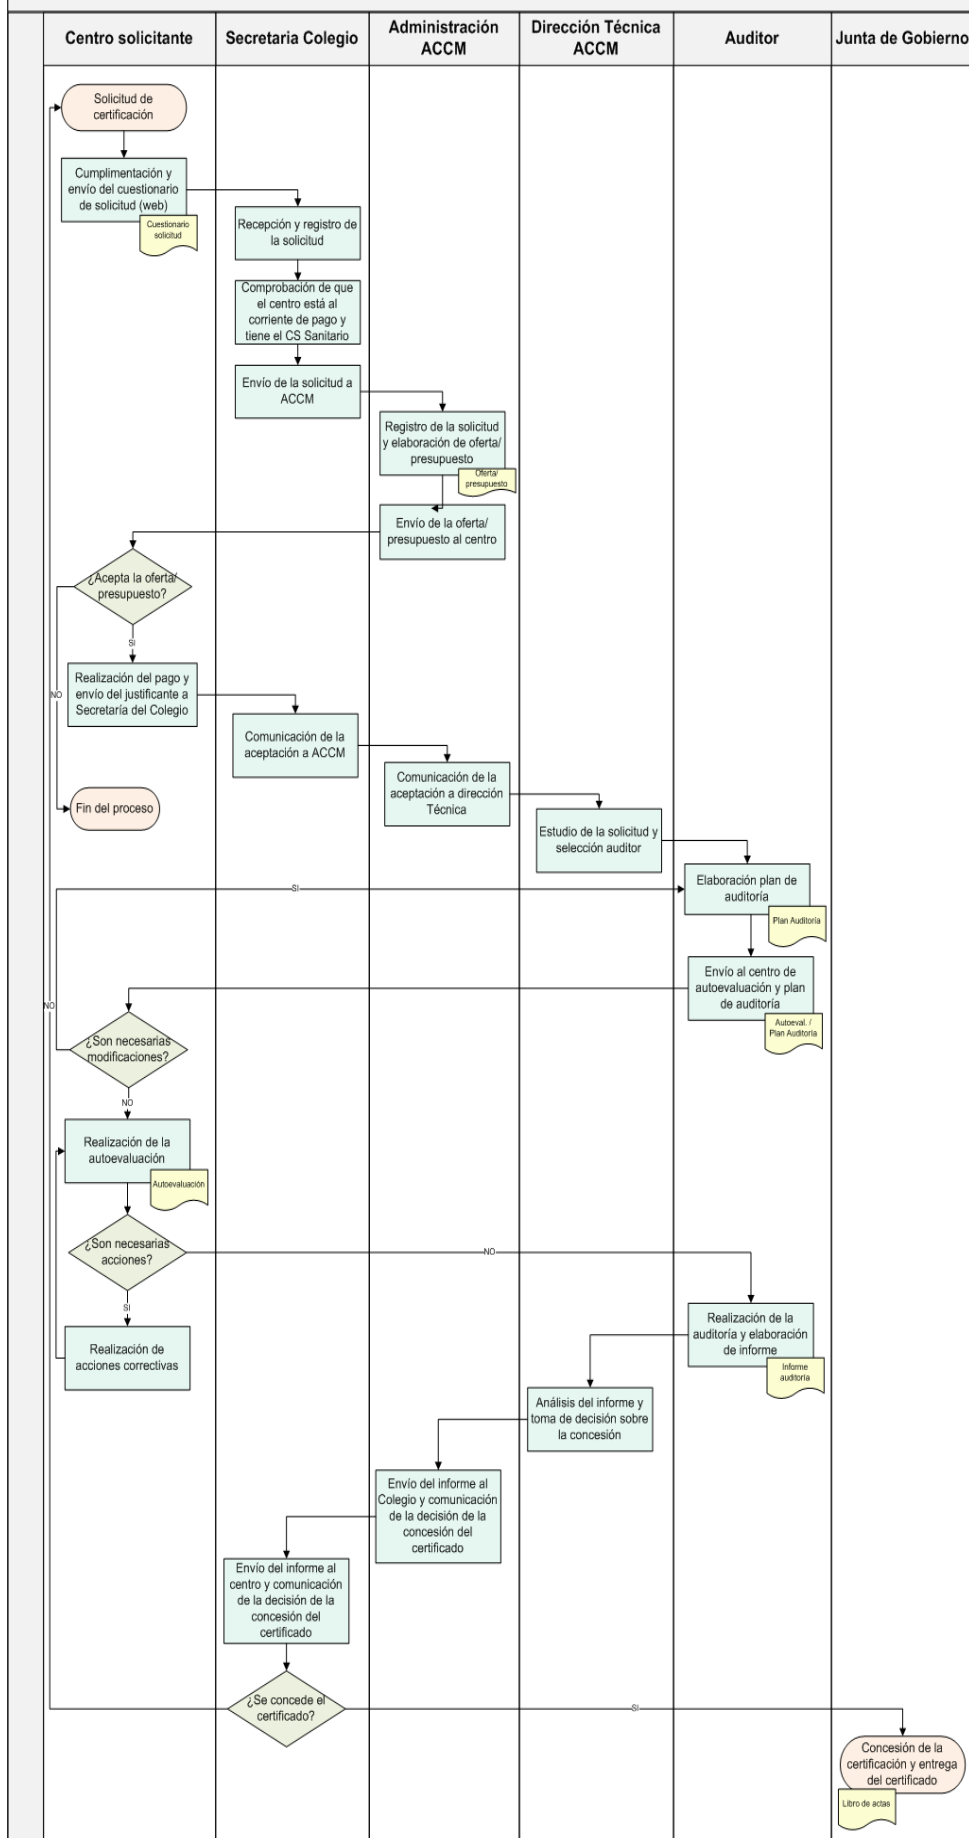 Centro solicitante
Secretaria Colegio
Administración
ACCM
Dirección Técnica
ACCM
Auditor
Junta de Gobierno
Solicitud de
certificación
Cumplimentación y
envío del cuestionario
de solicitud (web)
Cuestionario
solicitud
Recepción y registro de
la solicitud
Comprobación de que
el centro está al
corriente de pago y
tiene el CS Sanitario
Envío de la solicitud a
ACCM
Registro de la solicitud
y elaboración de oferta/
presupuesto
Oferta/
presupuesto
Envío de la oferta/
presupuesto al centro
¿Acepta la oferta/
presupuesto?
SI
NO
Realización del pago y
envío del justificante a
Secretaría del Colegio
Comunicación de la
aceptación a ACCM
Comunicación de la
aceptación a dirección
Técnica
Fin del proceso
Estudio de la solicitud y
selección auditor
Elaboración plan de
auditoría
SI
Plan Auditoría
Envío al centro de
autoevaluación y plan
de auditoría
Autoeval. /
Plan Auditoría
NO
¿Son necesarias
modificaciones?
NO
Realización de la
autoevaluación
Autoevaluación
¿Son necesarias
acciones?
NO
SI
Realización de
acciones correctivas
Realización de la
auditoría y elaboración
de informe
Informe
auditoría
Análisis del informe y
toma de decisión sobre
la concesión
Envío del informe al
Colegio y comunicación
de la decisión de la
concesión del
certificado
Envío del informe al
centro y comunicación
de la decisión de la
concesión del
certificado
¿Se concede el
certificado?
SI
Concesión de la
certificación y entrega
del certificado
Libro de actas